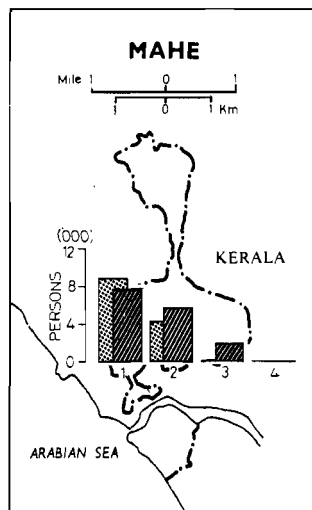 MAHE
Mile 1 0 1
1 0 1 Km
(000)
12
KERALA
PERSONS
8
4
0
1 2 3 4
ARABIAN SEA